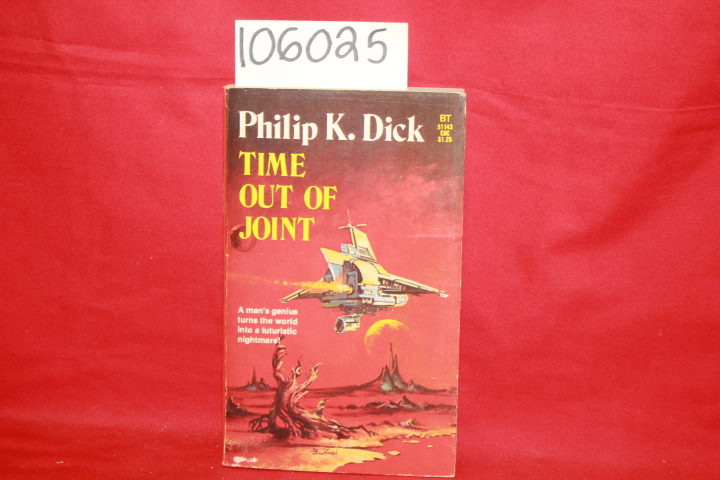 106025
Philip K. Dick
BT
51143
CDC
$1.25
TIME
OUT OF
JOINT
A man's genius
turns the world
into a futuristic
nightmare!